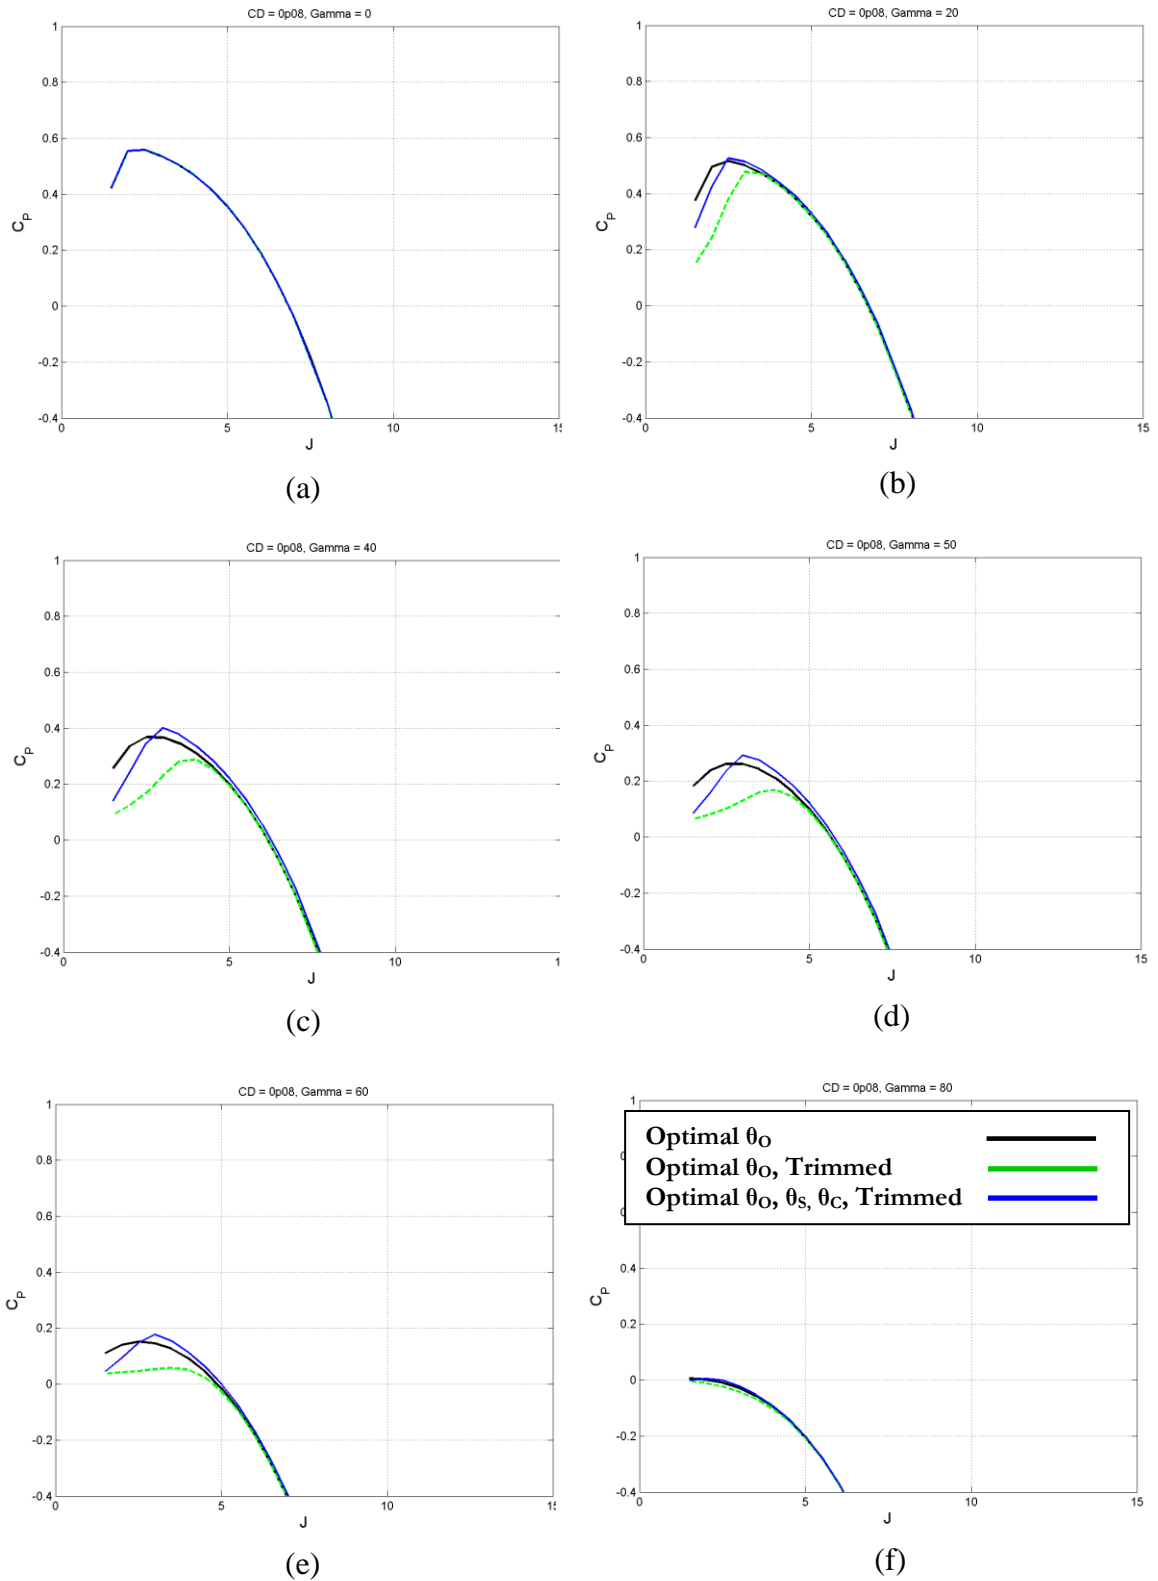 CD = 0p08, Gamma = 0
1
0.8
0.6
0.4
0.2
0
-0.2
-0.4
C_P
0 5 10 15
J
(a)
CD = 0p08, Gamma = 20
1
0.8
0.6
0.4
0.2
0
-0.2
-0.4
C_P
0 5 10 15
J
(b)
CD = 0p08, Gamma = 40
1
0.8
0.6
0.4
0.2
0
-0.2
-0.4
C_P
0 5 10 1
J
(c)
CD = 0p08, Gamma = 50
1
0.8
0.6
0.4
0.2
0
-0.2
-0.4
C_P
0 5 10 15
J
(d)
CD = 0p08, Gamma = 60
1
0.8
0.6
0.4
0.2
0
-0.2
-0.4
C_P
0 5 10 15
J
(e)
CD = 0p08, Gamma = 80
1
Optimal θ_O
Optimal θ_O, Trimmed
Optimal θ_O, θ_S, θ_C, Trimmed
0.4
0.2
0
-0.2
-0.4
C_P
0 5 10 15
J
(f)